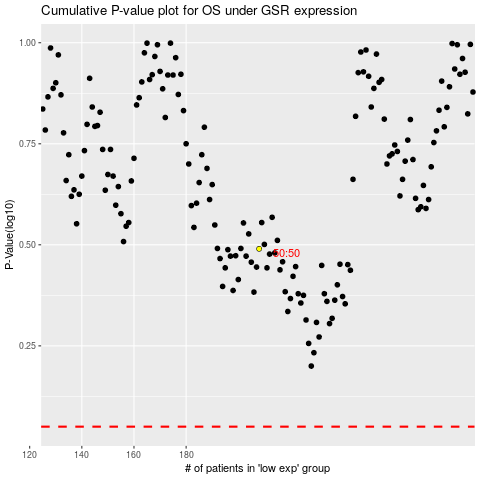 Cumulative P-value plot for OS under GSR expression
1.00
0.75
0.50
0.25
P-Value(log10)
50:50
120 140 160 180
# of patients in 'low exp' group